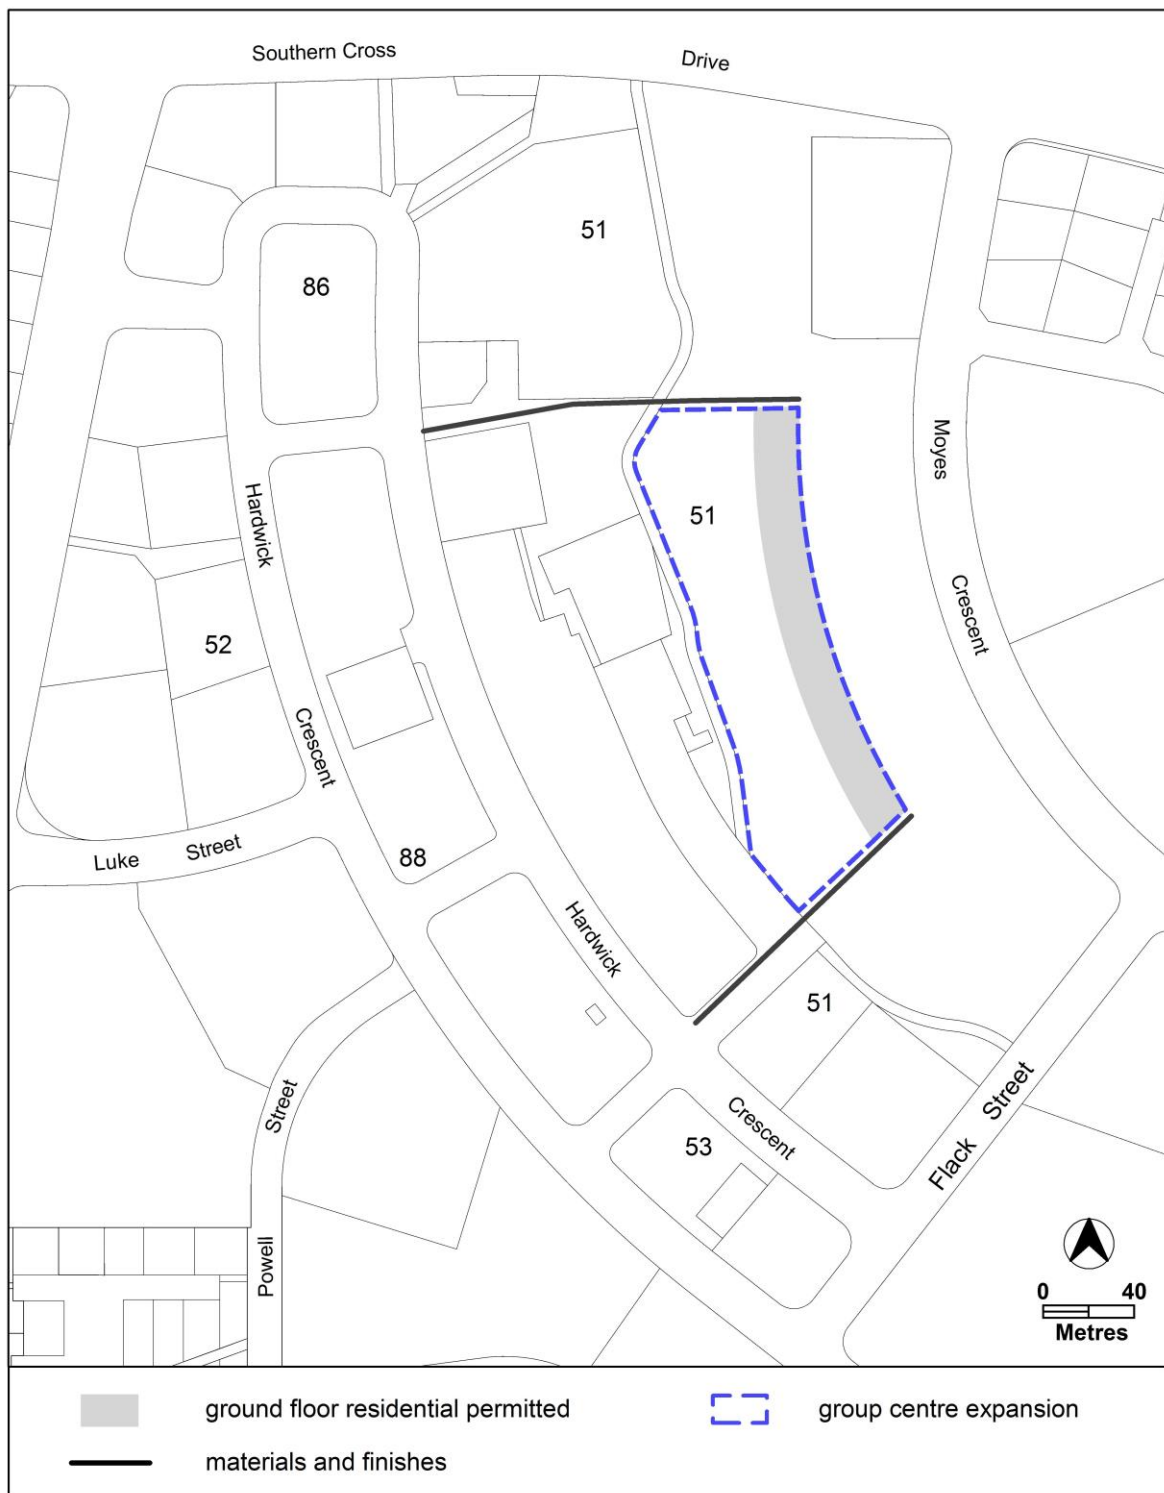 Southern Cross Drive
51
86
Moyes
Hardwick
51
Crescent
52
Crescent
Luke Street
88
Hardwick
51
Street
Street
Crescent
53
Flack
Powell
0 40
Metres
ground floor residential permitted
group centre expansion
materials and finishes